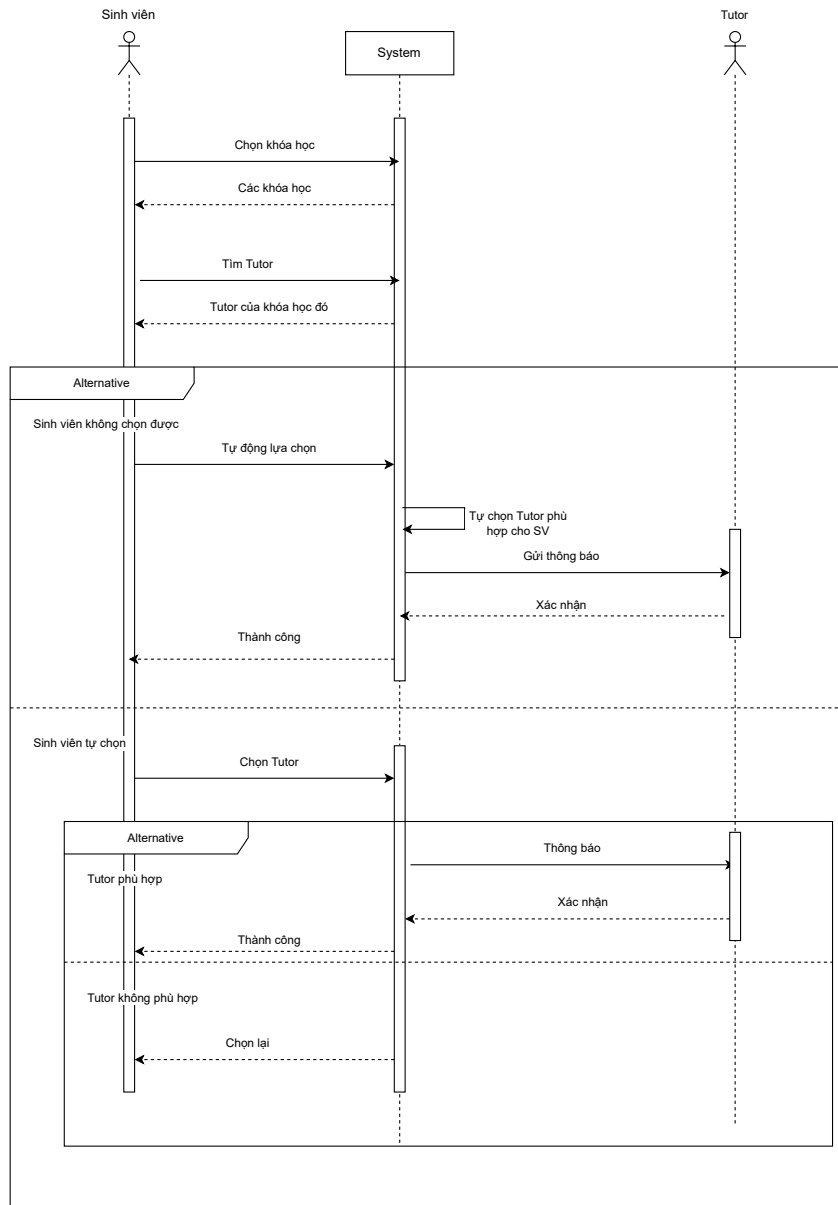 Sinh viên
System
Tutor
Chọn khóa học
Các khóa học
Tìm Tutor
Tutor của khóa học đó
Alternative
Sinh viên không chọn được
Tự động lựa chọn
Tự chọn Tutor phù
hợp cho SV
Gửi thông báo
Xác nhận
Thành công
Sinh viên tự chọn
Chọn Tutor
Alternative
Thông báo
Tutor phù hợp
Xác nhận
Thành công
Tutor không phù hợp
Chọn lại